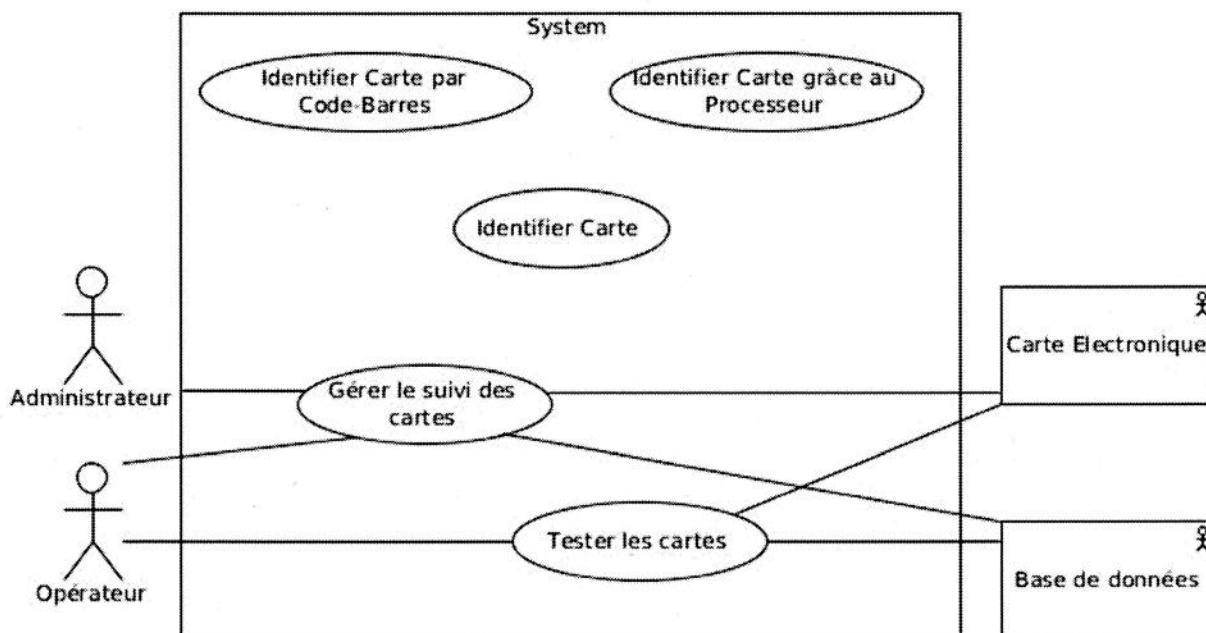 System
Identifier Carte par
Code-Barres
Identifier Carte grâce au
Processeur
Identifier Carte
Administrateur
Gérer le suivi des
cartes
Carte Electronique
Opérateur
Tester les cartes
Base de données